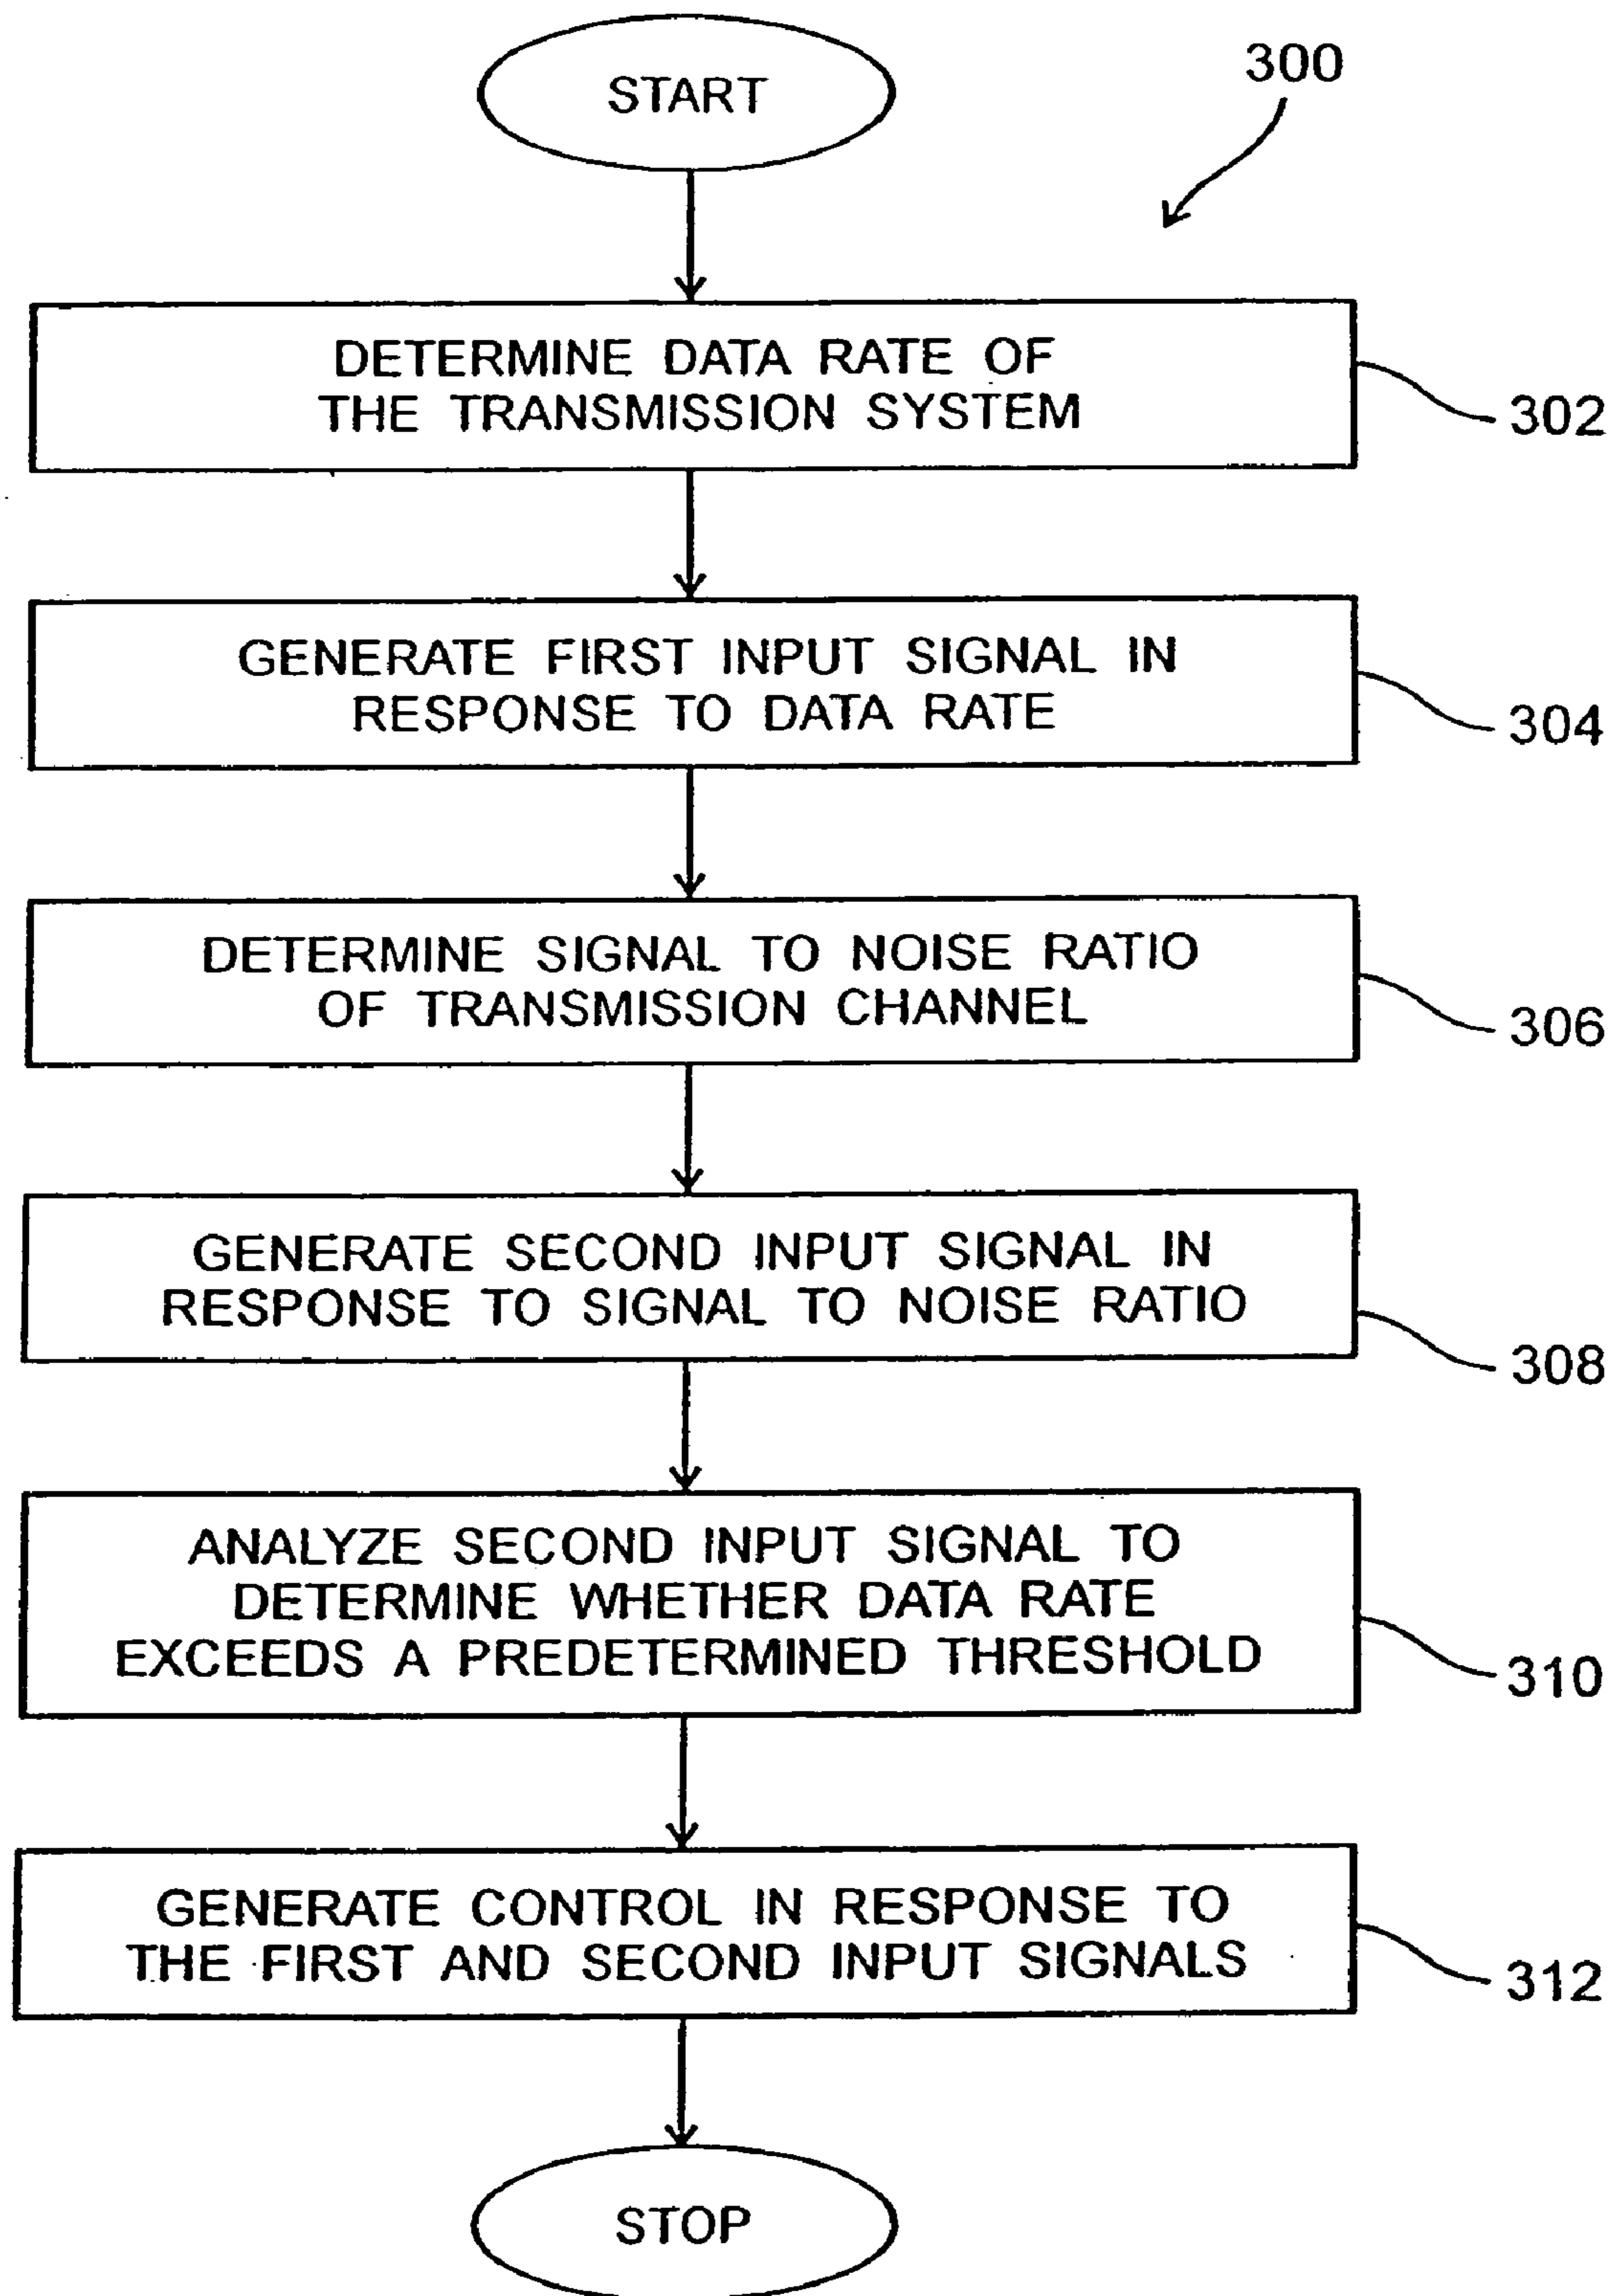 START
300
DETERMINE DATA RATE OF
THE TRANSMISSION SYSTEM
302
GENERATE FIRST INPUT SIGNAL IN
RESPONSE TO DATA RATE
304
DETERMINE SIGNAL TO NOISE RATIO
OF TRANSMISSION CHANNEL
306
GENERATE SECOND INPUT SIGNAL IN
RESPONSE TO SIGNAL TO NOISE RATIO
308
ANALYZE SECOND INPUT SIGNAL TO
DETERMINE WHETHER DATA RATE
EXCEEDS A PREDETERMINED THRESHOLD
310
GENERATE CONTROL IN RESPONSE TO
THE FIRST AND SECOND INPUT SIGNALS
312
STOP